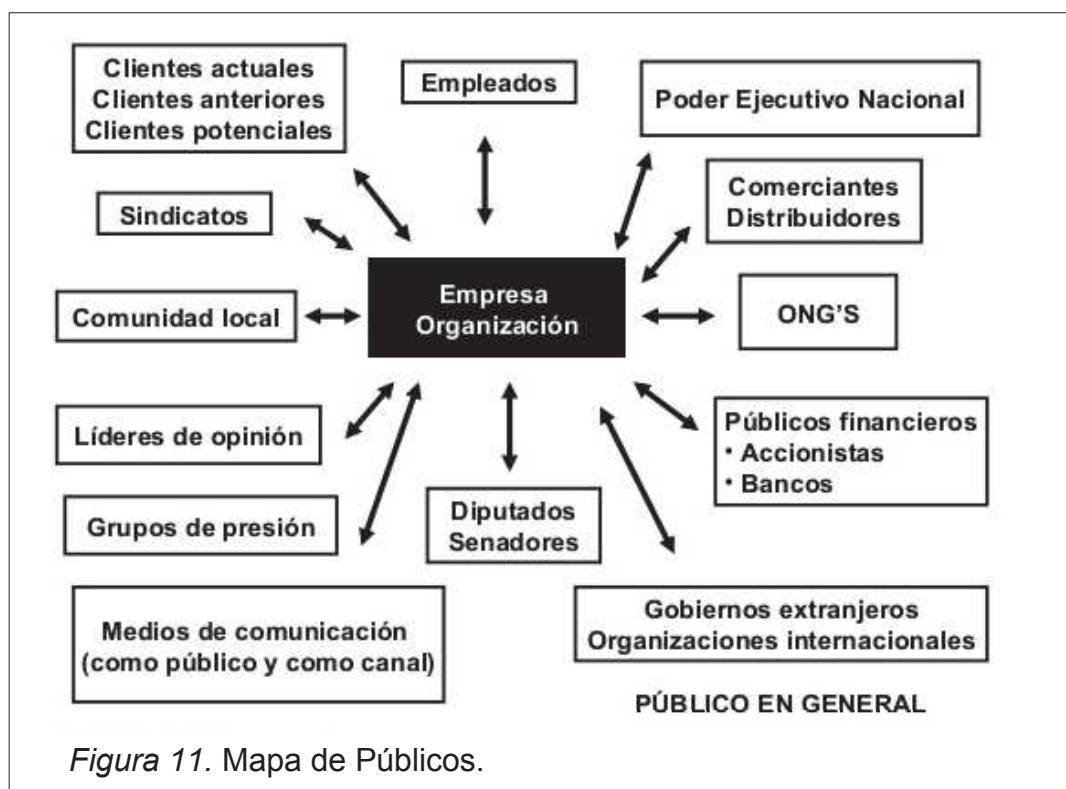 Clientes actuales
Clientes anteriores
Clientes potenciales
Empleados
Poder Ejecutivo Nacional
Comerciantes
Distribuidores
Sindicatos
Empresa
Organización
Comunidad local
ONG'S
Líderes de opinión
Públicos financieros
• Accionistas
• Bancos
Grupos de presión
Diputados
Senadores
Medios de comunicación
(como público y como canal)
Gobiernos extranjeros
Organizaciones internacionales
PÚBLICO EN GENERAL
Figura 11. Mapa de Públicos.